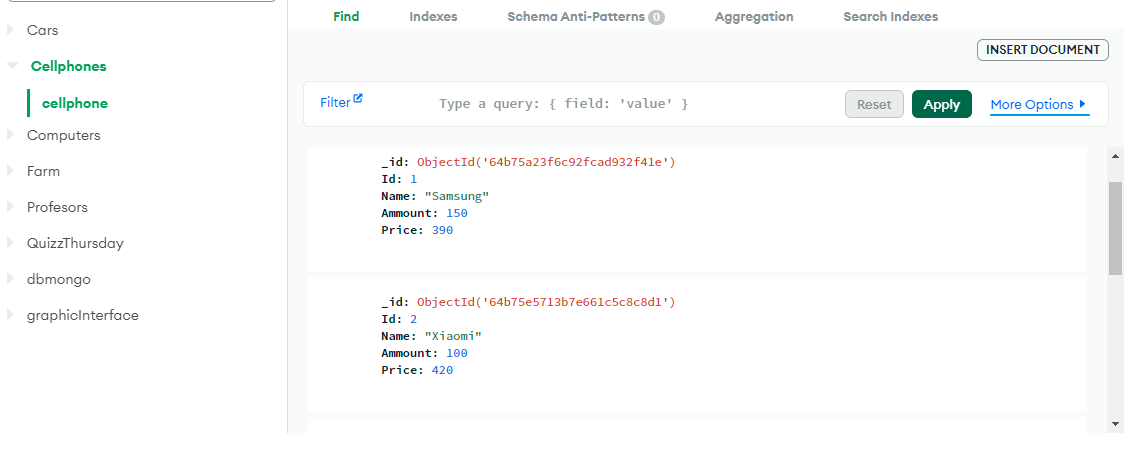 Find Indexes Schema Anti-Patterns 0 Aggregation Search Indexes
Cars
Cellphones
cellphone
Computers
Farm
Profesors
QuizzThursday
dbmongo
graphicInterface
INSERT DOCUMENT
Filter Type a query: { field: 'value' } Reset Apply More Options
_id: ObjectId('64b75a23f6c92fcad932f41e')
Id: 1
Name: "Samsung"
Ammount: 150
Price: 390
_id: ObjectId('64b75e5713b7e661c5c8c8d1')
Id: 2
Name: "Xiaomi"
Ammount: 100
Price: 420